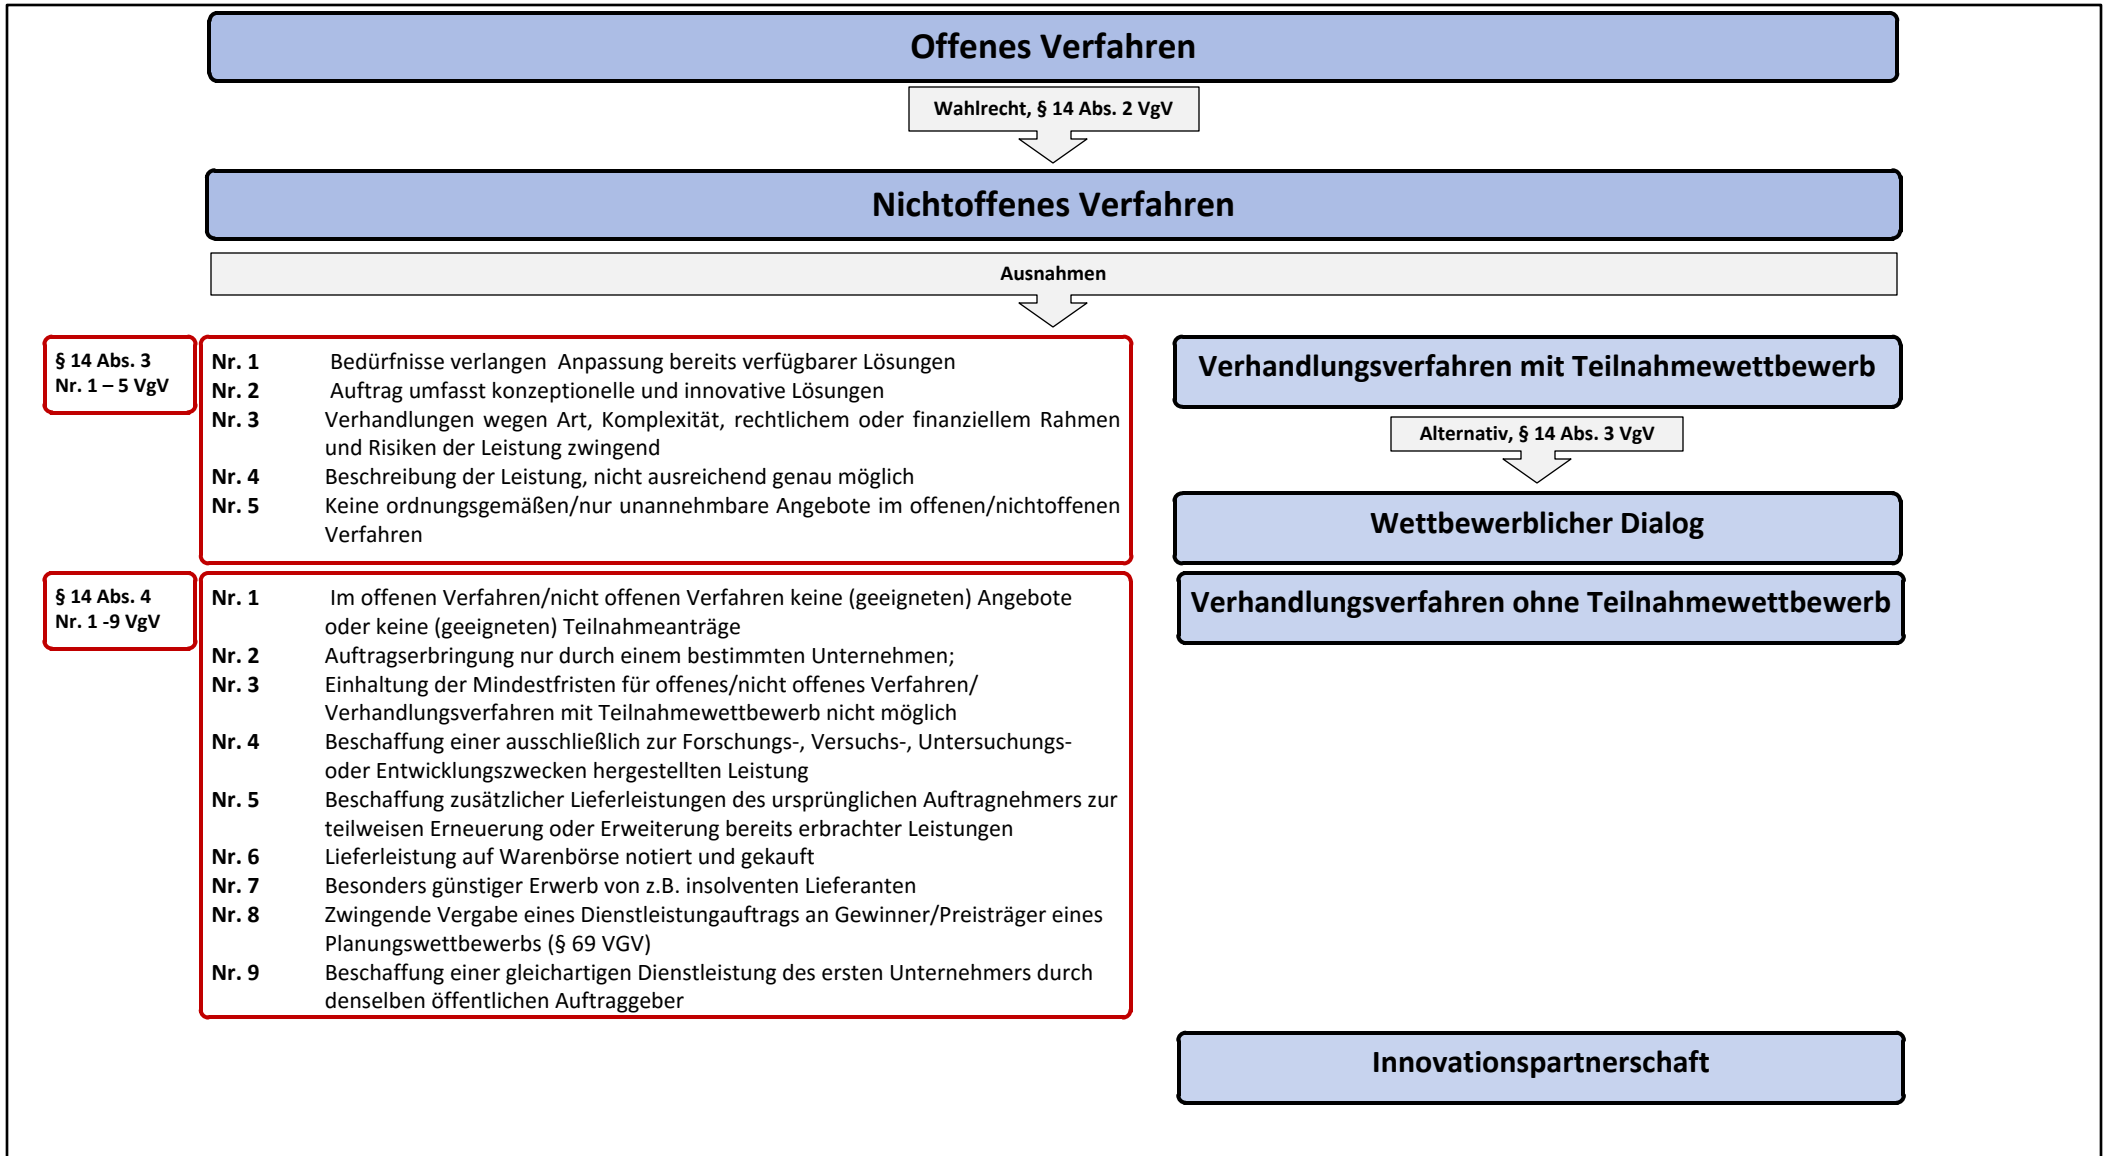 Offenes Verfahren
Wahlrecht, § 14 Abs. 2 VgV
Nichtoffenes Verfahren
Ausnahmen
§ 14 Abs. 3
Nr. 1 – 5 VgV
Nr. 1 Bedürfnisse verlangen Anpassung bereits verfügbarer Lösungen
Nr. 2 Auftrag umfasst konzeptionelle und innovative Lösungen
Nr. 3 Verhandlungen wegen Art, Komplexität, rechtlichem oder finanziellem Rahmen
und Risiken der Leistung zwingend
Nr. 4 Beschreibung der Leistung, nicht ausreichend genau möglich
Nr. 5 Keine ordnungsgemäßen/nur unannehmbare Angebote im offenen/nichtoffenen
Verfahren
Verhandlungsverfahren mit Teilnahmewettbewerb
Alternativ, § 14 Abs. 3 VgV
Wettbewerblicher Dialog
§ 14 Abs. 4
Nr. 1 -9 VgV
Nr. 1 Im offenen Verfahren/nicht offenen Verfahren keine (geeigneten) Angebote
oder keine (geeigneten) Teilnahmeanträge
Nr. 2 Auftragserbringung nur durch einem bestimmten Unternehmen;
Nr. 3 Einhaltung der Mindestfristen für offenes/nicht offenes Verfahren/
Verhandlungsverfahren mit Teilnahmewettbewerb nicht möglich
Nr. 4 Beschaffung einer ausschließlich zur Forschungs-, Versuchs-, Untersuchungs-
oder Entwicklungszwecken hergestellten Leistung
Nr. 5 Beschaffung zusätzlicher Lieferleistungen des ursprünglichen Auftragnehmers zur
teilweisen Erneuerung oder Erweiterung bereits erbrachter Leistungen
Nr. 6 Lieferleistung auf Warenbörse notiert und gekauft
Nr. 7 Besonders günstiger Erwerb von z.B. insolventen Lieferanten
Nr. 8 Zwingende Vergabe eines Dienstleistungauftrags an Gewinner/Preisträger eines
Planungswettbewerbs (§ 69 VGV)
Nr. 9 Beschaffung einer gleichartigen Dienstleistung des ersten Unternehmers durch
denselben öffentlichen Auftraggeber
Verhandlungsverfahren ohne Teilnahmewettbewerb
Innovationspartnerschaft